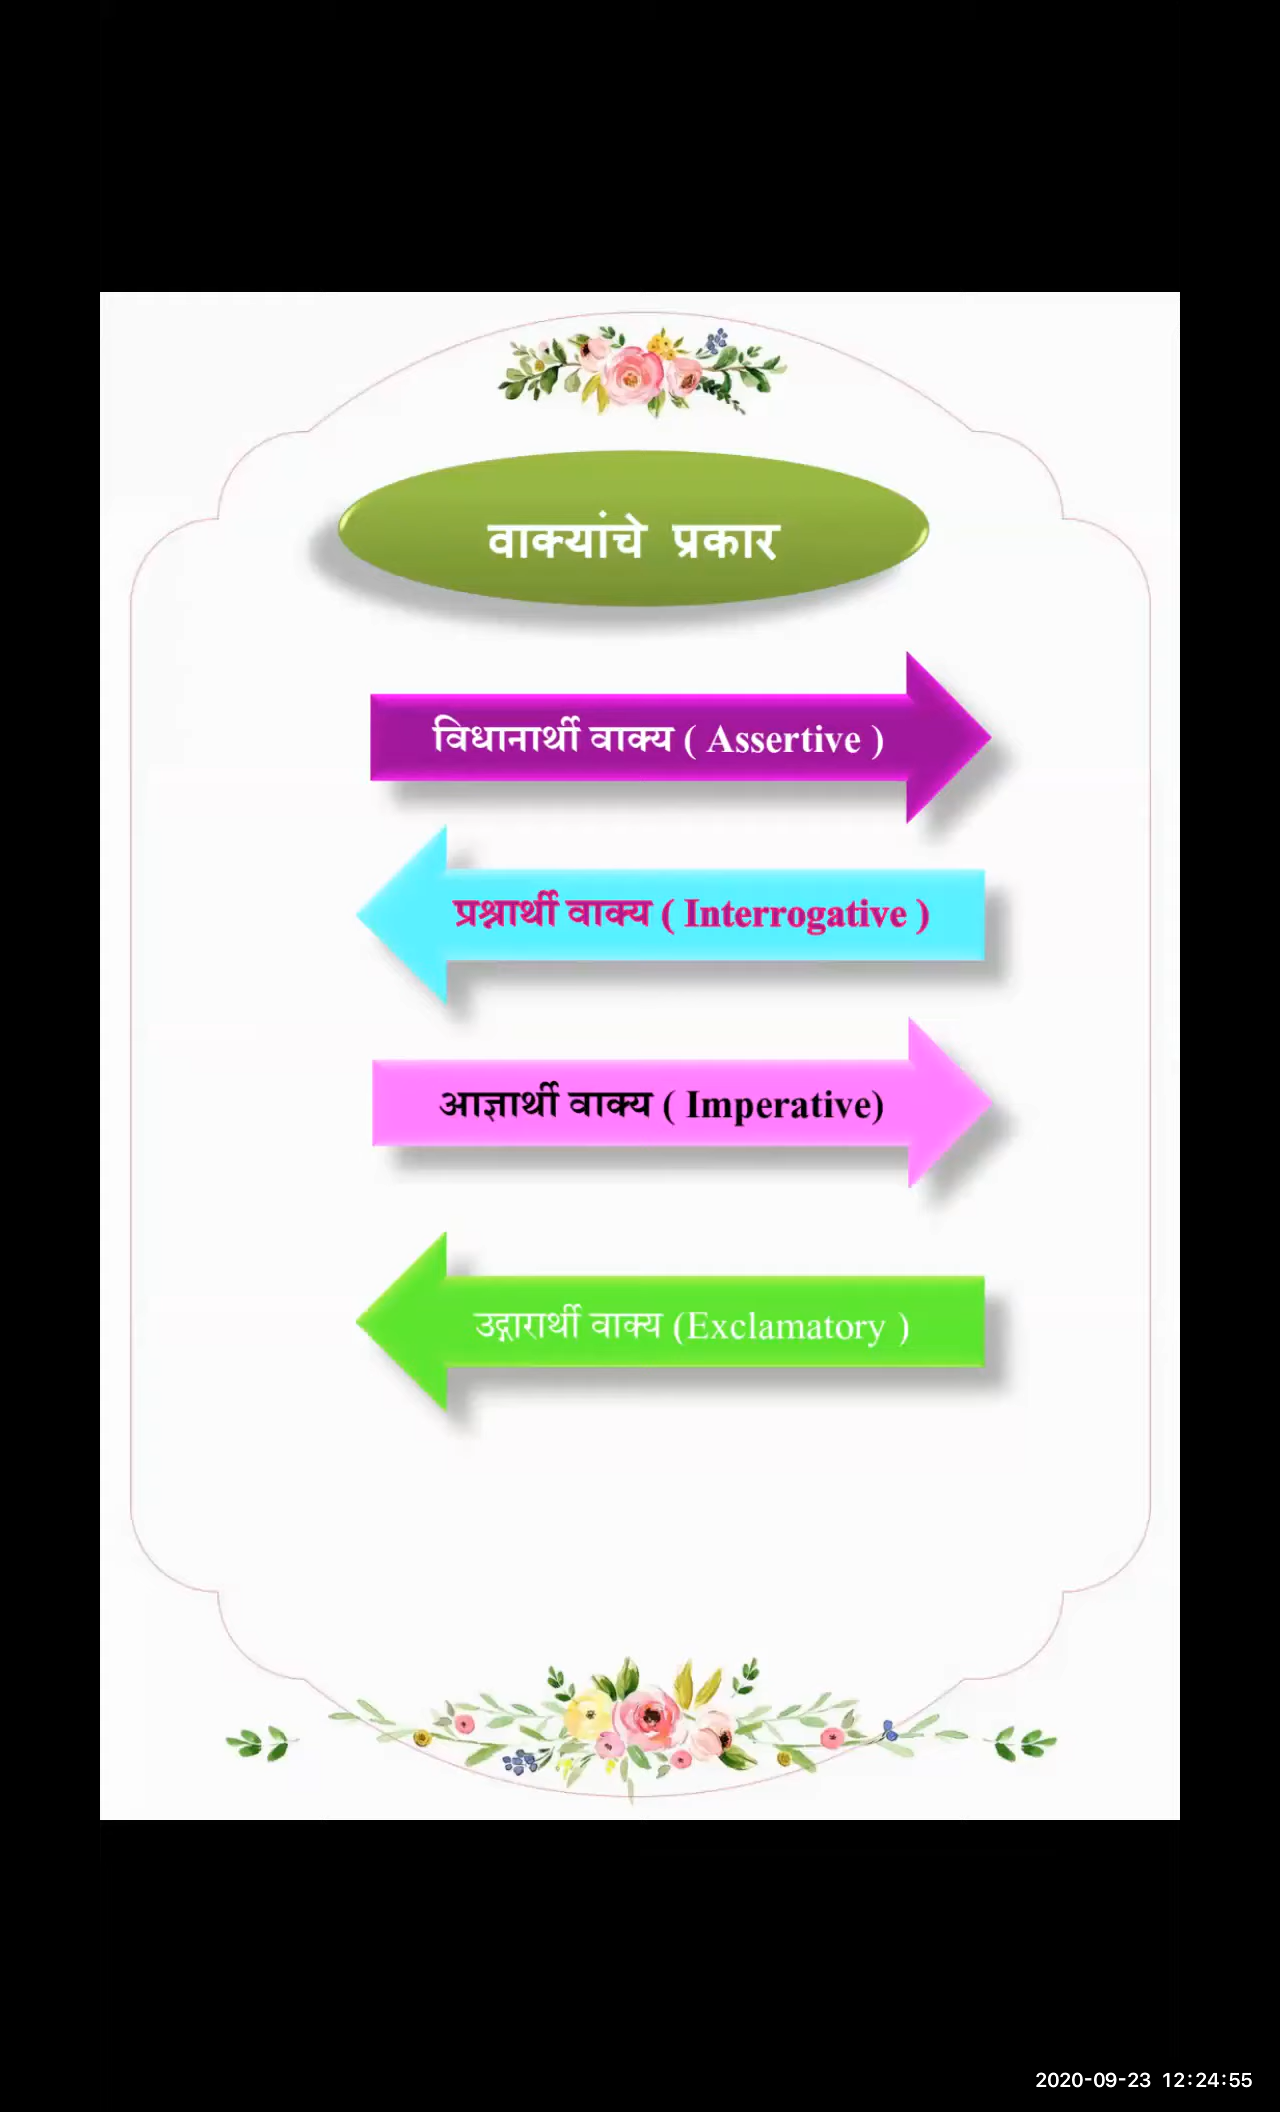 वाक्यांचे प्रकार
विधानार्थी वाक्य ( Assertive )
प्रश्नार्थी वाक्य ( Interrogative )
आज्ञार्थी वाक्य ( Imperative)
उद्गारार्थी वाक्य (Exclamatory )
2020-09-23 12:24:55